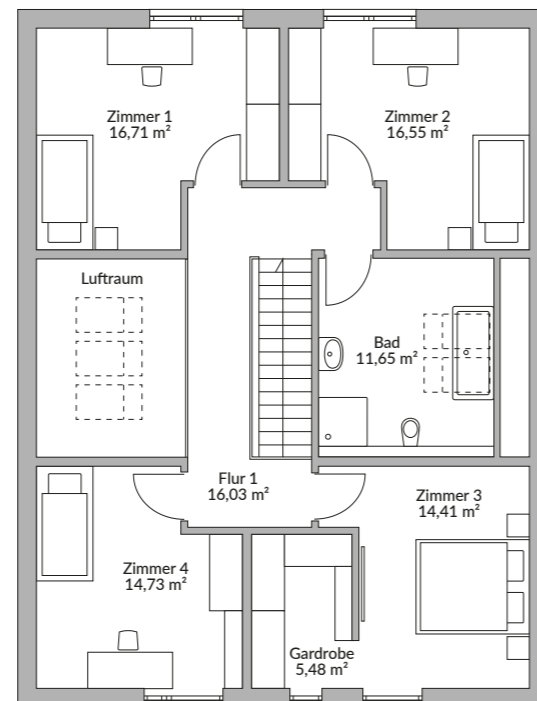 Zimmer 1
16,71 m²
Zimmer 2
16,55 m²
Luftraum
Bad
11,65 m²
Flur 1
16,03 m²
Zimmer 3
14,41 m²
Zimmer 4
14,73 m²
Gardrobe
5,48 m²